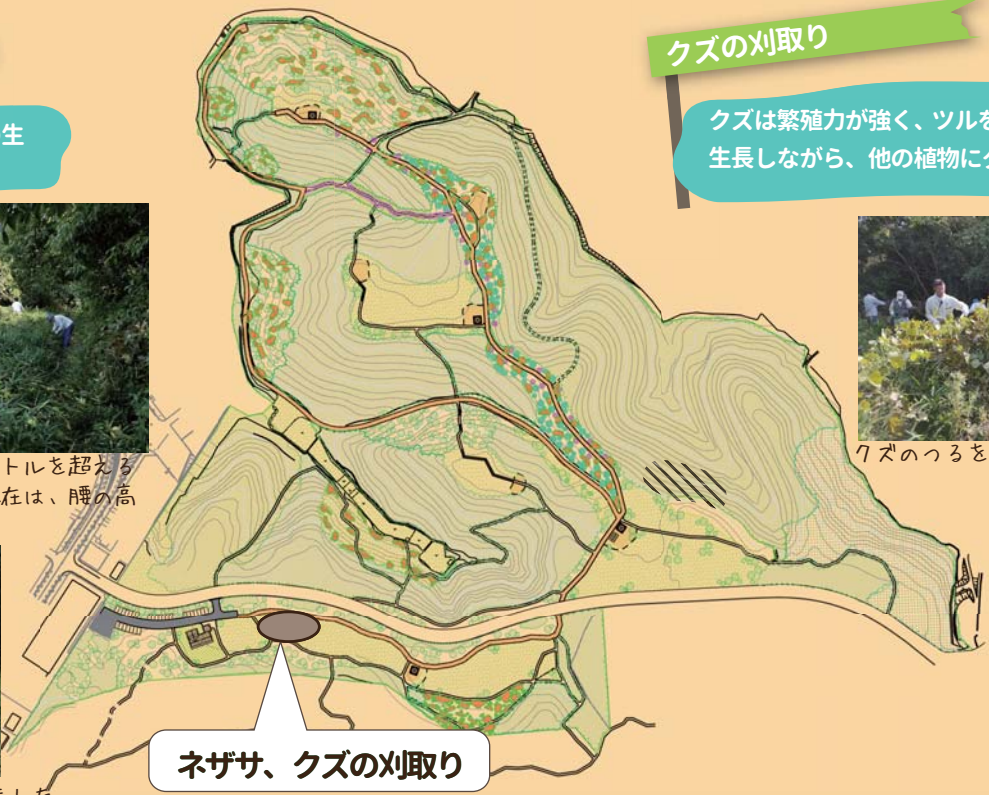 クズの刈取り
生
クズは繁殖力が強く、ツルを
生長しながら、他の植物に
トルを超える
在は、腰の高
クズのつるを
ネザサ、クズの刈取り
した